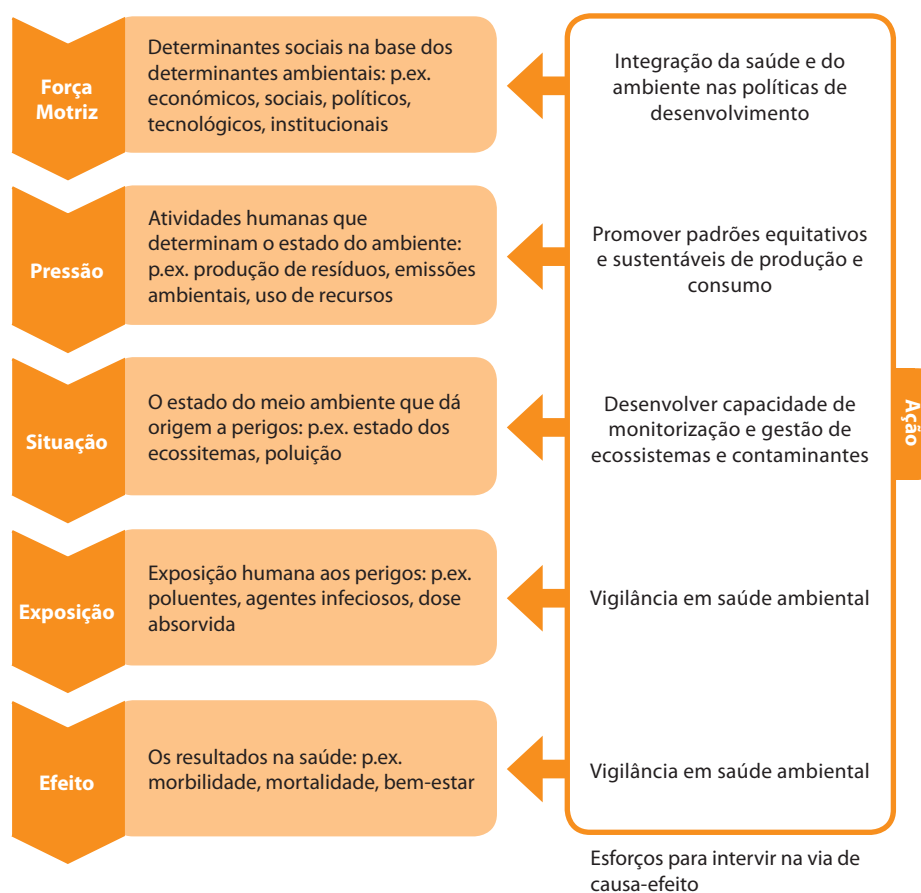 Força
Motriz
Determinantes sociais na base dos
determinantes ambientais: p.ex.
económicos, sociais, políticos,
tecnológicos, institucionais
Integração da saúde e do
ambiente nas políticas de
desenvolvimento
Pressão
Atividades humanas que
determinam o estado do ambiente:
p.ex. produção de resíduos, emissões
ambientais, uso de recursos
Promover padrões equitativos
e sustentáveis de produção e
consumo
Situação
O estado do meio ambiente que dá
origem a perigos: p.ex. estado dos
ecossitemas, poluição
Desenvolver capacidade de
monitorização e gestão de
ecossistemas e contaminantes
Ação
Exposição
Exposição humana aos perigos: p.ex.
poluentes, agentes infeciosos, dose
absorvida
Vigilância em saúde ambiental
Efeito
Os resultados na saúde: p.ex.
morbilidade, mortalidade, bem-estar
Vigilância em saúde ambiental
Esforços para intervir na via de
causa-efeito